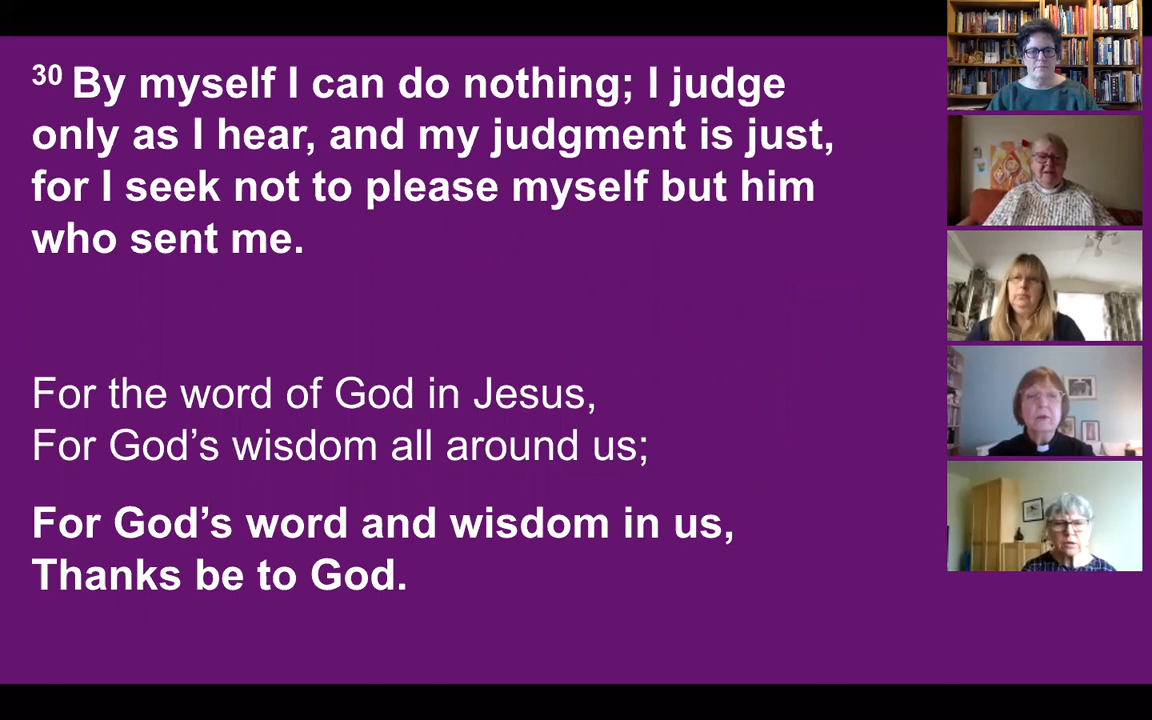 30 By myself I can do nothing; I judge
only as I hear, and my judgment is just,
for I seek not to please myself but him
who sent me.
For the word of God in Jesus,
For God’s wisdom all around us;
For God’s word and wisdom in us,
Thanks be to God.